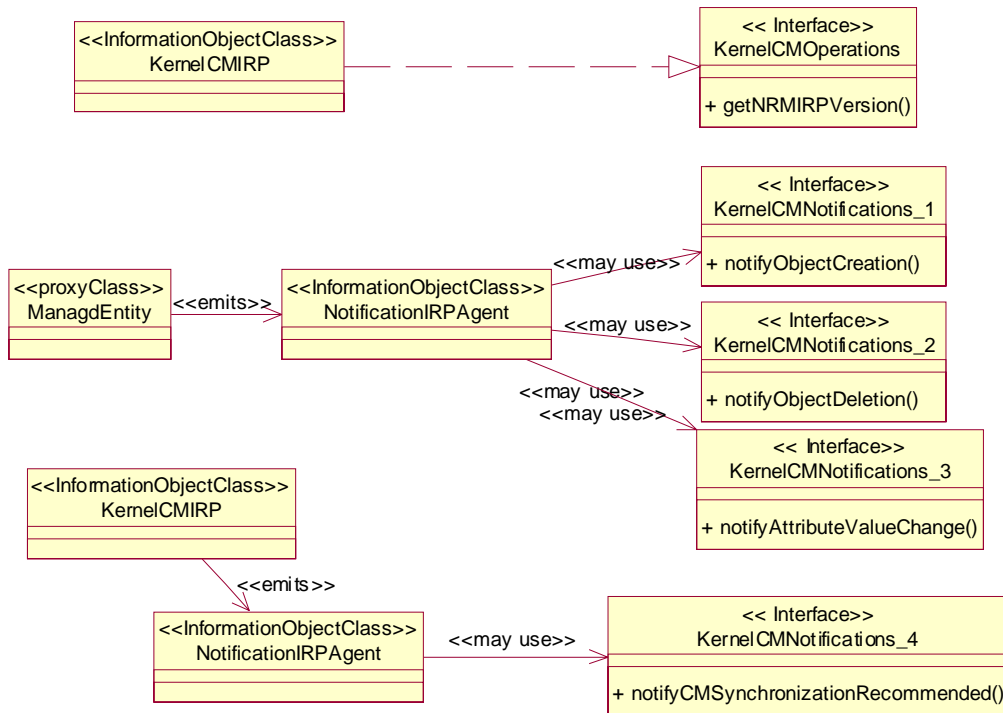 <<InformationObjectClass>>
KernelCMIRP
<< Interface>>
KernelCMOperations
+ getNRMIRPVersion()
<< Interface>>
KernelCMNotifications_1
+ notifyObjectCreation()
<<may use>>
<<proxyClass>>
ManagdEntity
<<emits>>
<<InformationObjectClass>>
NotificationIRPAgent
<<may use>>
<< Interface>>
KernelCMNotifications_2
+ notifyObjectDeletion()
<<may use>>
<<may use>>
<< Interface>>
KernelCMNotifications_3
+ notifyAttributeValueChange()
<<InformationObjectClass>>
KernelCMIRP
<<emits>>
<<InformationObjectClass>>
NotificationIRPAgent
<<may use>>
<< Interface>>
KernelCMNotifications_4
+ notifyCMSynchronizationRecommended()